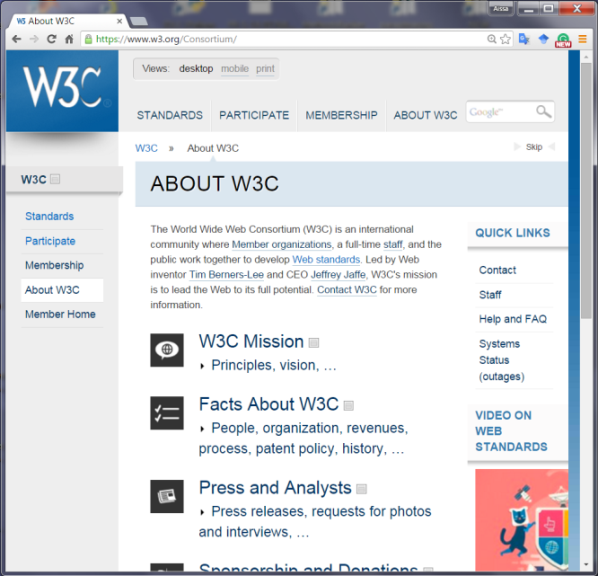 Aissa
W3 About W3C
https://www.w3.org/Consortium/
NEW
W3C
Views: desktop mobile print
STANDARDS PARTICIPATE MEMBERSHIP ABOUT W3C Google
W3C » About W3C Skip
W3C
Standards
Participate
Membership
About W3C
Member Home
ABOUT W3C
The World Wide Web Consortium (W3C) is an international
community where Member organizations, a full-time staff, and the
public work together to develop Web standards. Led by Web
inventor Tim Berners-Lee and CEO Jeffrey Jaffe, W3C's mission
is to lead the Web to its full potential. Contact W3C for more
information.
W3C Mission
Principles, vision, …
Facts About W3C
People, organization, revenues,
process, patent policy, history, …
Press and Analysts
Press releases, requests for photos
and interviews, …
Sponsorship and Donations
QUICK LINKS
Contact
Staff
Help and FAQ
Systems
Status
(outages)
VIDEO ON
WEB
STANDARDS